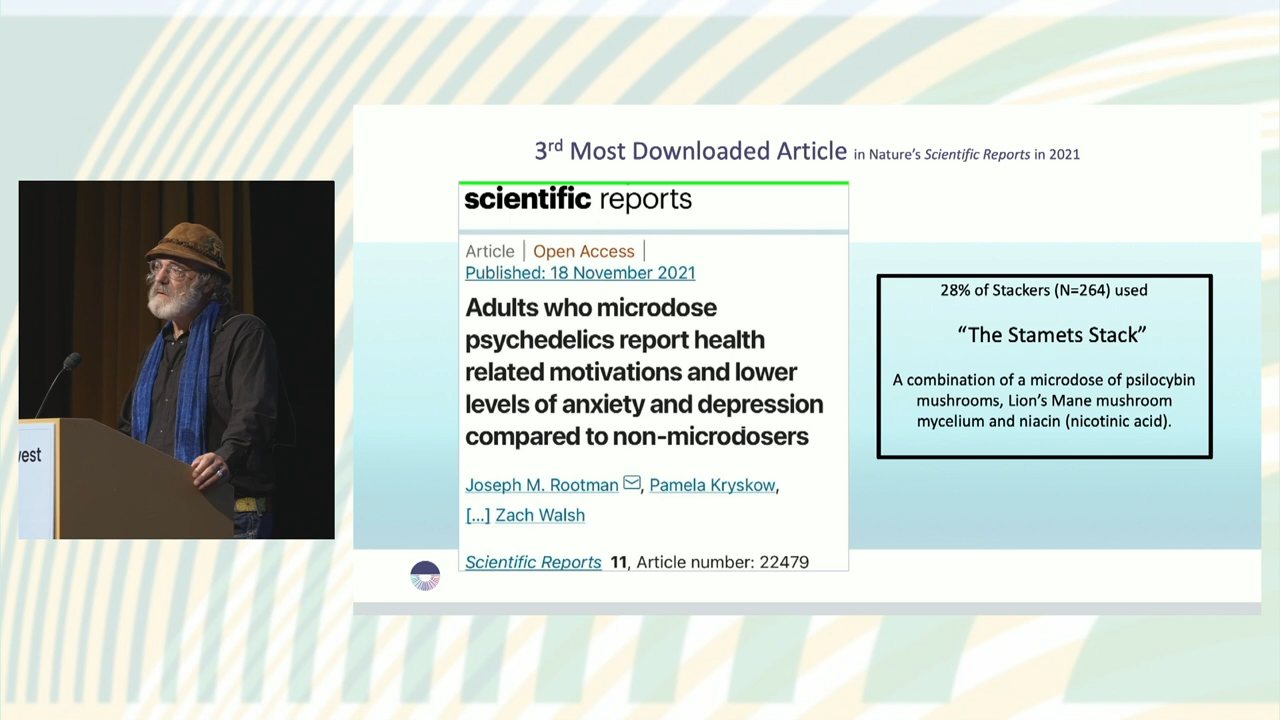 3rd Most Downloaded Article in Nature's Scientific Reports in 2021
scientific reports
Article | Open Access |
Published: 18 November 2021
Adults who microdose
psychedelics report health
related motivations and lower
levels of anxiety and depression
compared to non-microdosers
Joseph M. Rootman, Pamela Kryskow,
[...] Zach Walsh
Scientific Reports 11, Article number: 22479
28% of Stackers (N=264) used
“The Stamets Stack”
A combination of a microdose of psilocybin
mushrooms, Lion's Mane mushroom
mycelium and niacin (nicotinic acid).